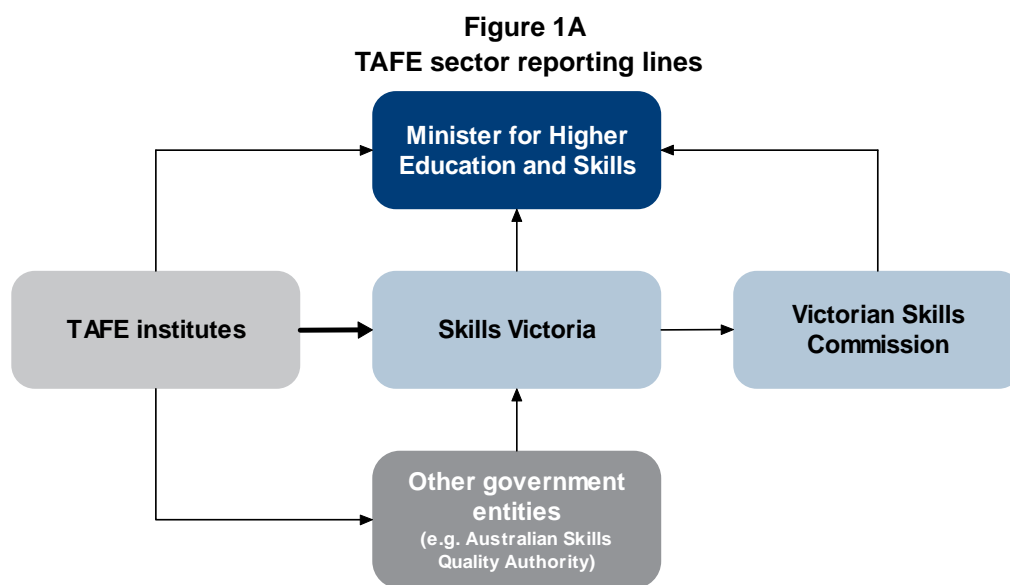 Figure 1A
TAFE sector reporting lines
Minister for Higher
Education and Skills
TAFE institutes
Skills Victoria
Victorian Skills
Commission
Other government
entities
(e.g. Australian Skills
Quality Authority)